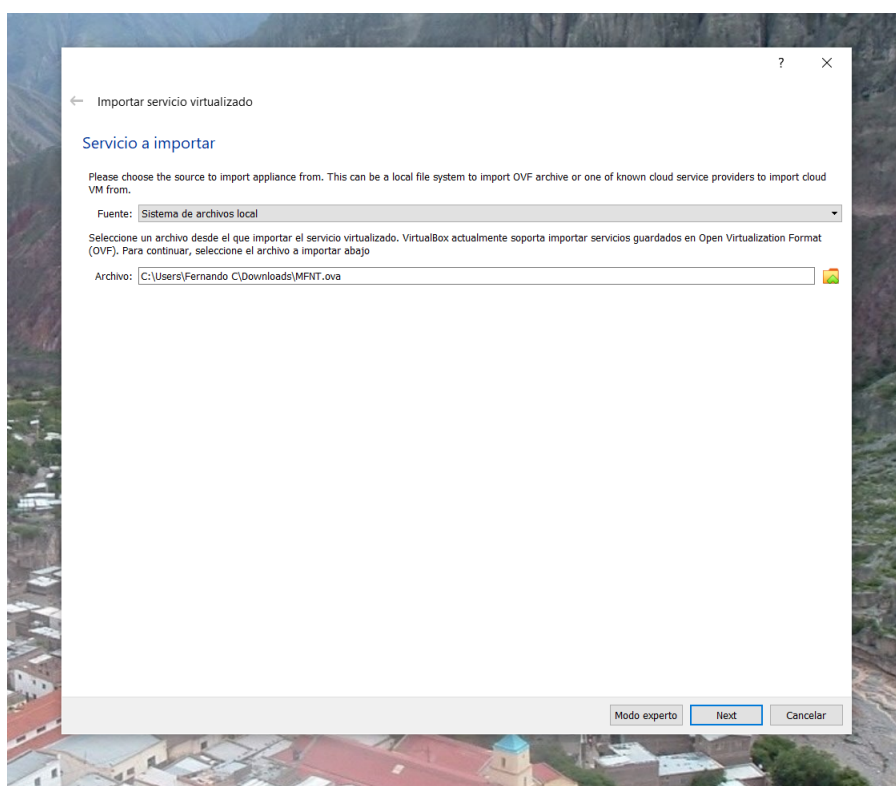 ?
Importar servicio virtualizado
Servicio a importar
Please choose the source to import appliance from. This can be a local file system to import OVF archive or one of known cloud service providers to import cloud
VM from.
Fuente: Sistema de archivos local
Seleccione un archivo desde el que importar el servicio virtualizado. VirtualBox actualmente soporta importar servicios guardados en Open Virtualization Format
(OVF). Para continuar, seleccione el archivo a importar abajo
Archivo: C:\Users\Fernando C\Downloads\MFNT.ova
Modo experto Next Cancelar